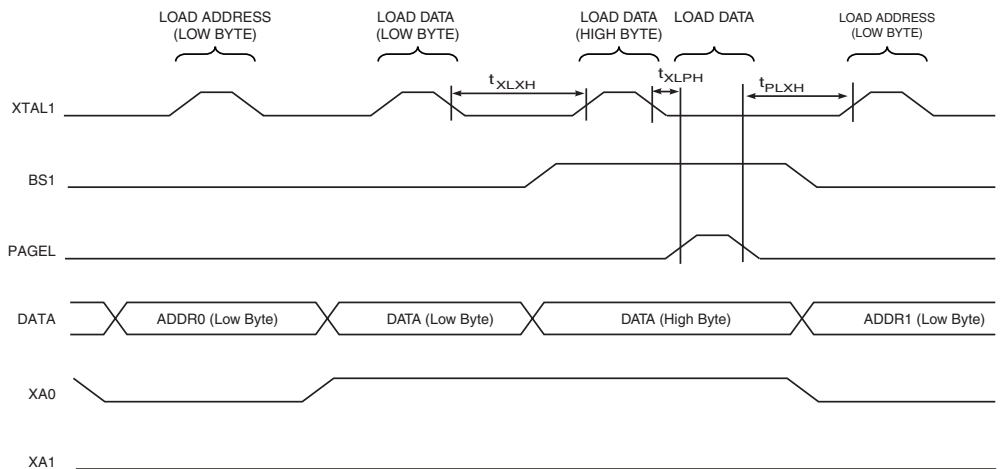 LOAD ADDRESS
(LOW BYTE)
LOAD DATA
(LOW BYTE)
LOAD DATA
(HIGH BYTE)
LOAD DATA
LOAD ADDRESS
(LOW BYTE)
tXLXH
tXLPH
tPLXH
XTAL1
BS1
PAGEL
DATA
ADDR0 (Low Byte)
DATA (Low Byte)
DATA (High Byte)
ADDR1 (Low Byte)
XA0
XA1